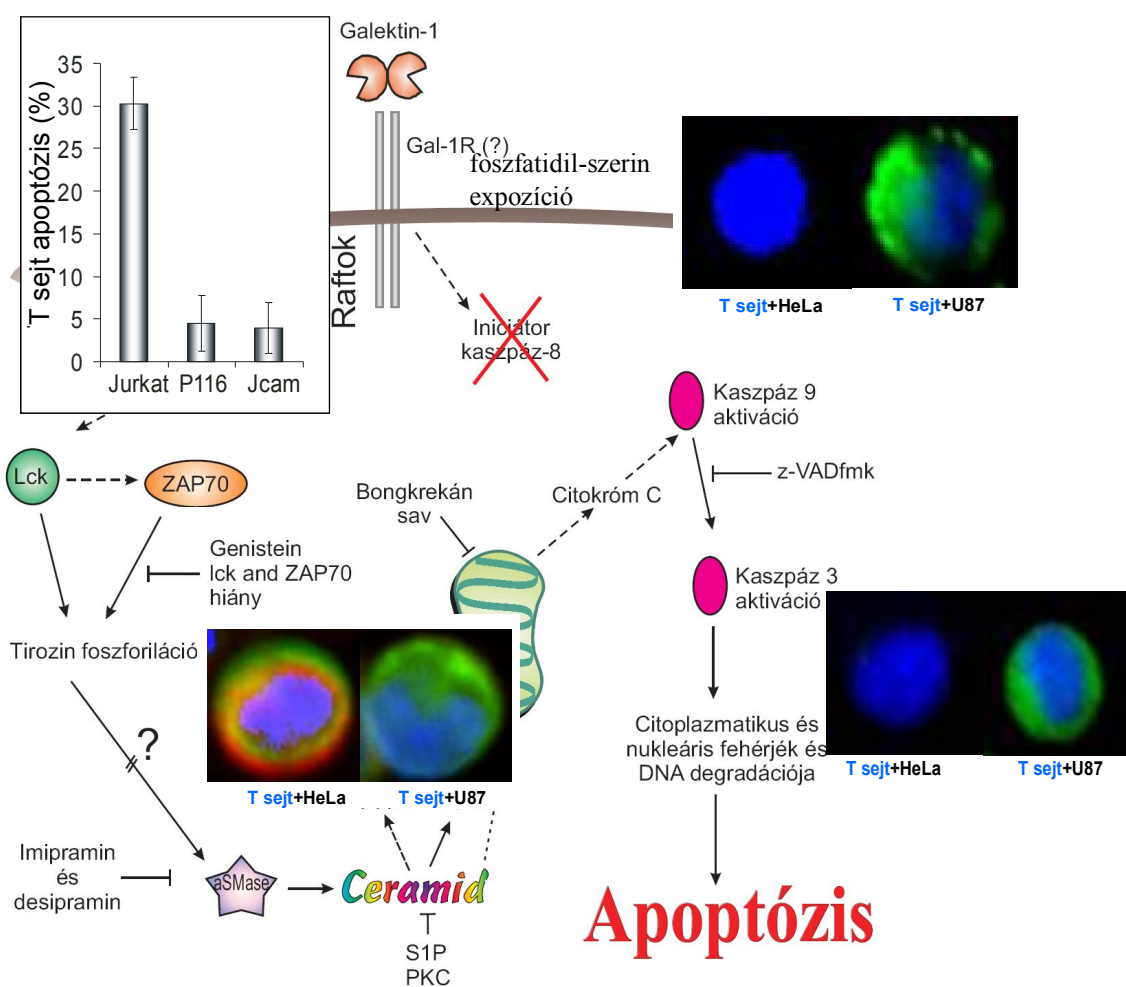 Galektin-1
T sejt apoptózis (%)
35
30
25
20
15
10
5
0
Jurkat P116 Jcam
Gal-1R (?)
foszfatidil-szerin
expozíció
Raftok
Iniciátor
kaszpáz-8
T sejt+HeLa
T sejt+U87
Kaszpáz 9
aktiváció
z-VADfmk
Lck
ZAP70
Bongkrekán
sav
Citokróm C
Genistein
lck and ZAP70
hiány
Kaszpáz 3
aktiváció
Tirozin foszforiláció
?
T sejt+HeLa
T sejt+U87
Citoplazmatikus és
nukleáris fehérjék és
DNA degradációja
T sejt+HeLa
T sejt+U87
Imipramin
és
desipramin
aSMase
Ceramid
S1P
PKC
Apoptózis